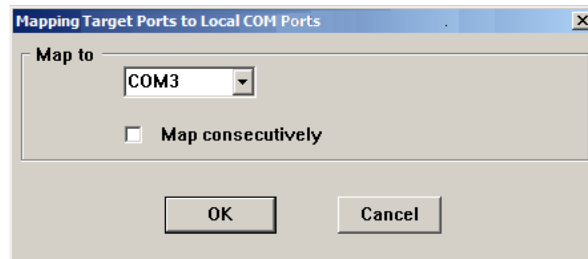 Mapping Target Ports to Local COM Ports
Map to
COM3
Map consecutively
OK
Cancel